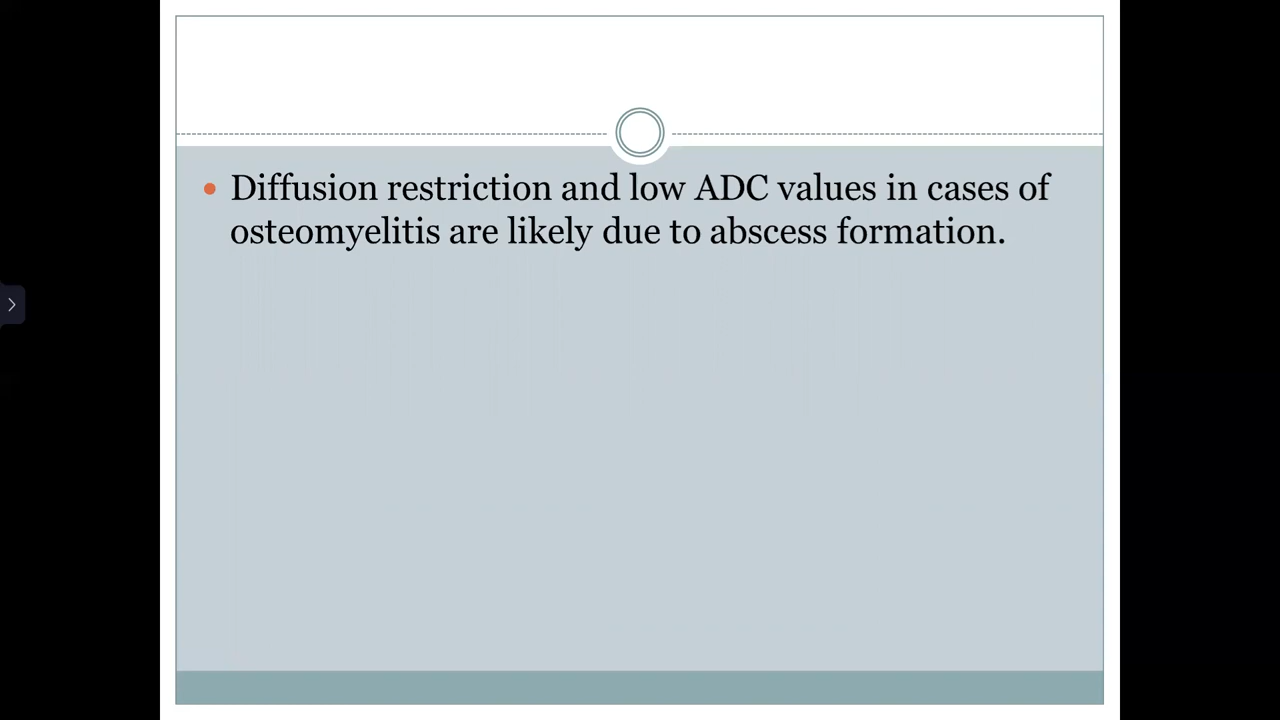 • Diffusion restriction and low ADC values in cases of
osteomyelitis are likely due to abscess formation.